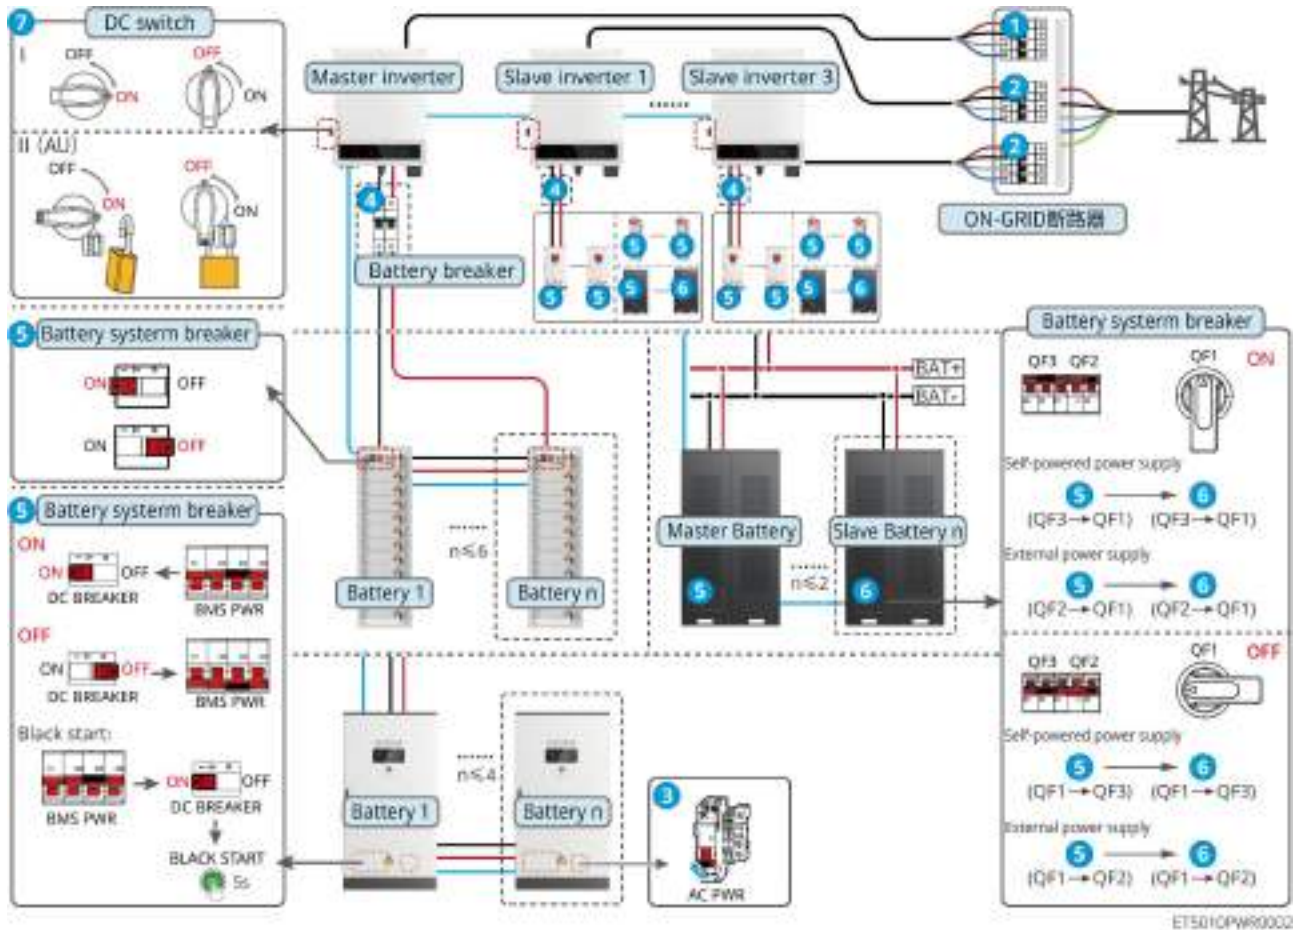 7
DC switch
I
OFF
ON
OFF
ON
II (AU)
OFF
ON
OFF
ON
Master inverter
Slave inverter 1
Slave inverter 3
......
1
2
2
ON-GRID断路器
4
Battery breaker
4
5
5
5
5
5
6
4
5
5
5
5
5
6
5
Battery systerm breaker
ON
OFF
ON
OFF
5
Battery systerm breaker
ON
ON
OFF
DC BREAKER
BMS PWR
OFF
ON
OFF
DC BREAKER
BMS PWR
Black start:
BMS PWR
ON
OFF
DC BREAKER
BLACK START
5s
......
n≤6
Battery 1
Battery n
BAT+
BAT-
Master Battery
Slave Battery n
......
n≤2
5
6
......
n≤4
Battery 1
Battery n
3
AC PWR
Battery systerm breaker
QF3 QF2
QF1
ON
Self-powered power supply
5 → 6
(QF3→QF1) (QF3→QF1)
External power supply
5 → 6
(QF2→QF1) (QF2→QF1)
QF3 QF2
QF1
OFF
Self-powered power supply
5 → 6
(QF1→QF3) (QF1→QF3)
External power supply
5 → 6
(QF1→QF2) (QF1→QF2)
ET5010PWR0002